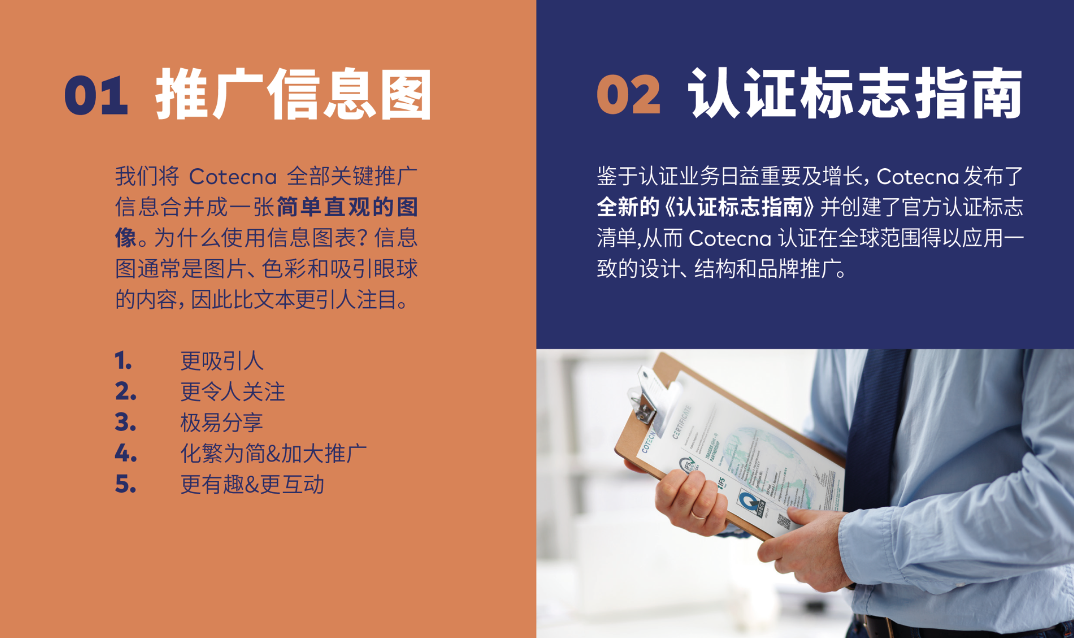 01 推广信息图
我们将 Cotecna 全部关键推广
信息合并成一张简单直观的图
像。为什么使用信息图表？信息
图通常是图片、色彩和吸引眼球
的内容，因此比文本更引人注目。
1. 更吸引人
2. 更令人关注
3. 极易分享
4. 化繁为简&加大推广
5. 更有趣&更互动
02 认证标志指南
鉴于认证业务日益重要及增长，Cotecna 发布了
全新的《认证标志指南》并创建了官方认证标志
清单,从而 Cotecna 认证在全球范围得以应用一
致的设计、结构和品牌推广。
COTECNA
CERTIFICATE